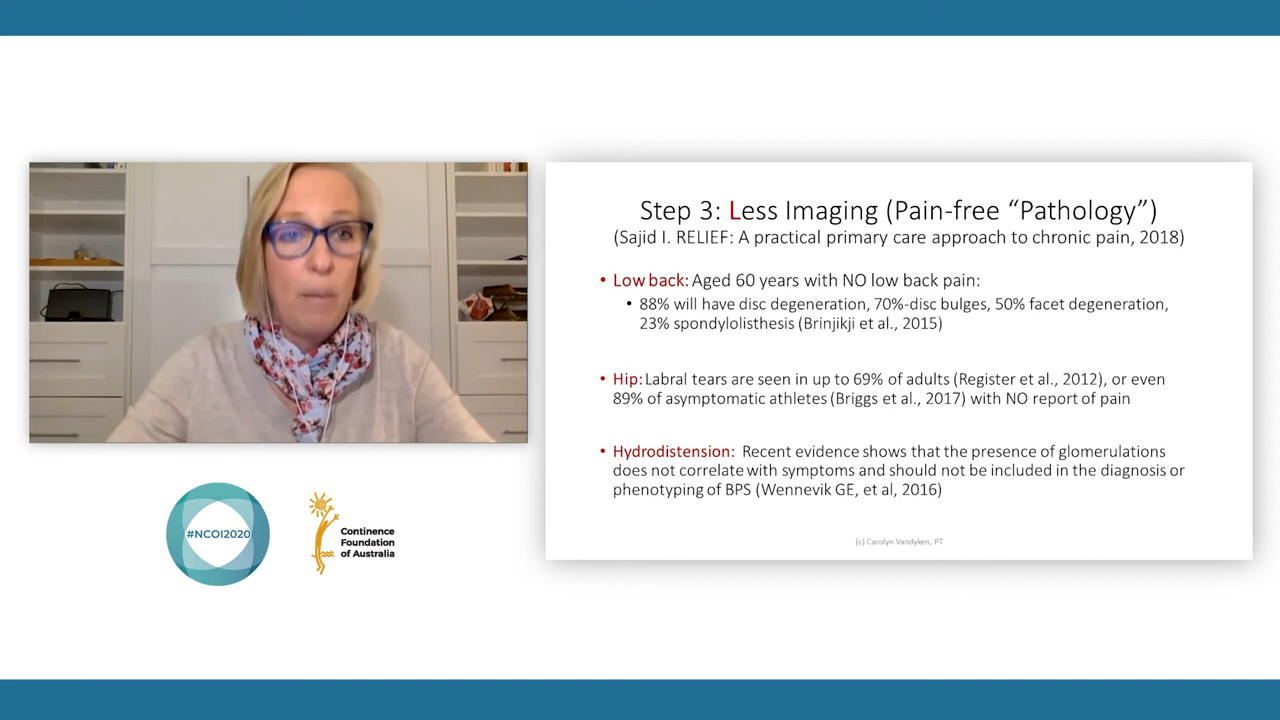 Step 3: Less Imaging (Pain-free “Pathology”)
(Sajid I. RELIEF: A practical primary care approach to chronic pain, 2018)
• Low back: Aged 60 years with NO low back pain:
• 88% will have disc degeneration, 70%-disc bulges, 50% facet degeneration,
23% spondylolisthesis (Brinjikji et al., 2015)
• Hip: Labral tears are seen in up to 69% of adults (Register et al., 2012), or even
89% of asymptomatic athletes (Briggs et al., 2017) with NO report of pain
• Hydrodistension: Recent evidence shows that the presence of glomerulations
does not correlate with symptoms and should not be included in the diagnosis or
phenotyping of BPS (Wennevik GE, et al, 2016)
(c) Carolyn Vandyken, PT
#NCOI2020
Continence
Foundation
of Australia